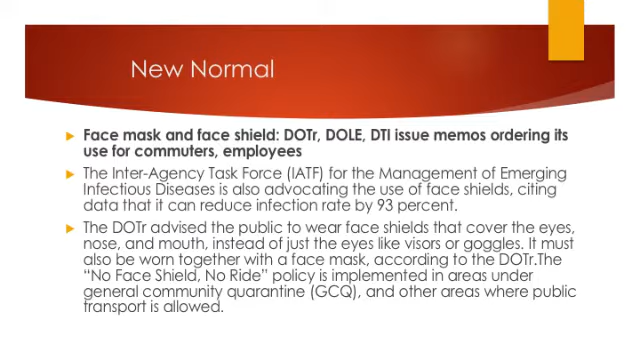 New Normal
Face mask and face shield: DOTr, DOLE, DTI issue memos ordering its
use for commuters, employees
The Inter-Agency Task Force (IATF) for the Management of Emerging
Infectious Diseases is also advocating the use of face shields, citing
data that it can reduce infection rate by 93 percent.
The DOTr advised the public to wear face shields that cover the eyes,
nose, and mouth, instead of just the eyes like visors or goggles. It must
also be worn together with a face mask, according to the DOTr.The
“No Face Shield, No Ride” policy is implemented in areas under
general community quarantine (GCQ), and other areas where public
transport is allowed.